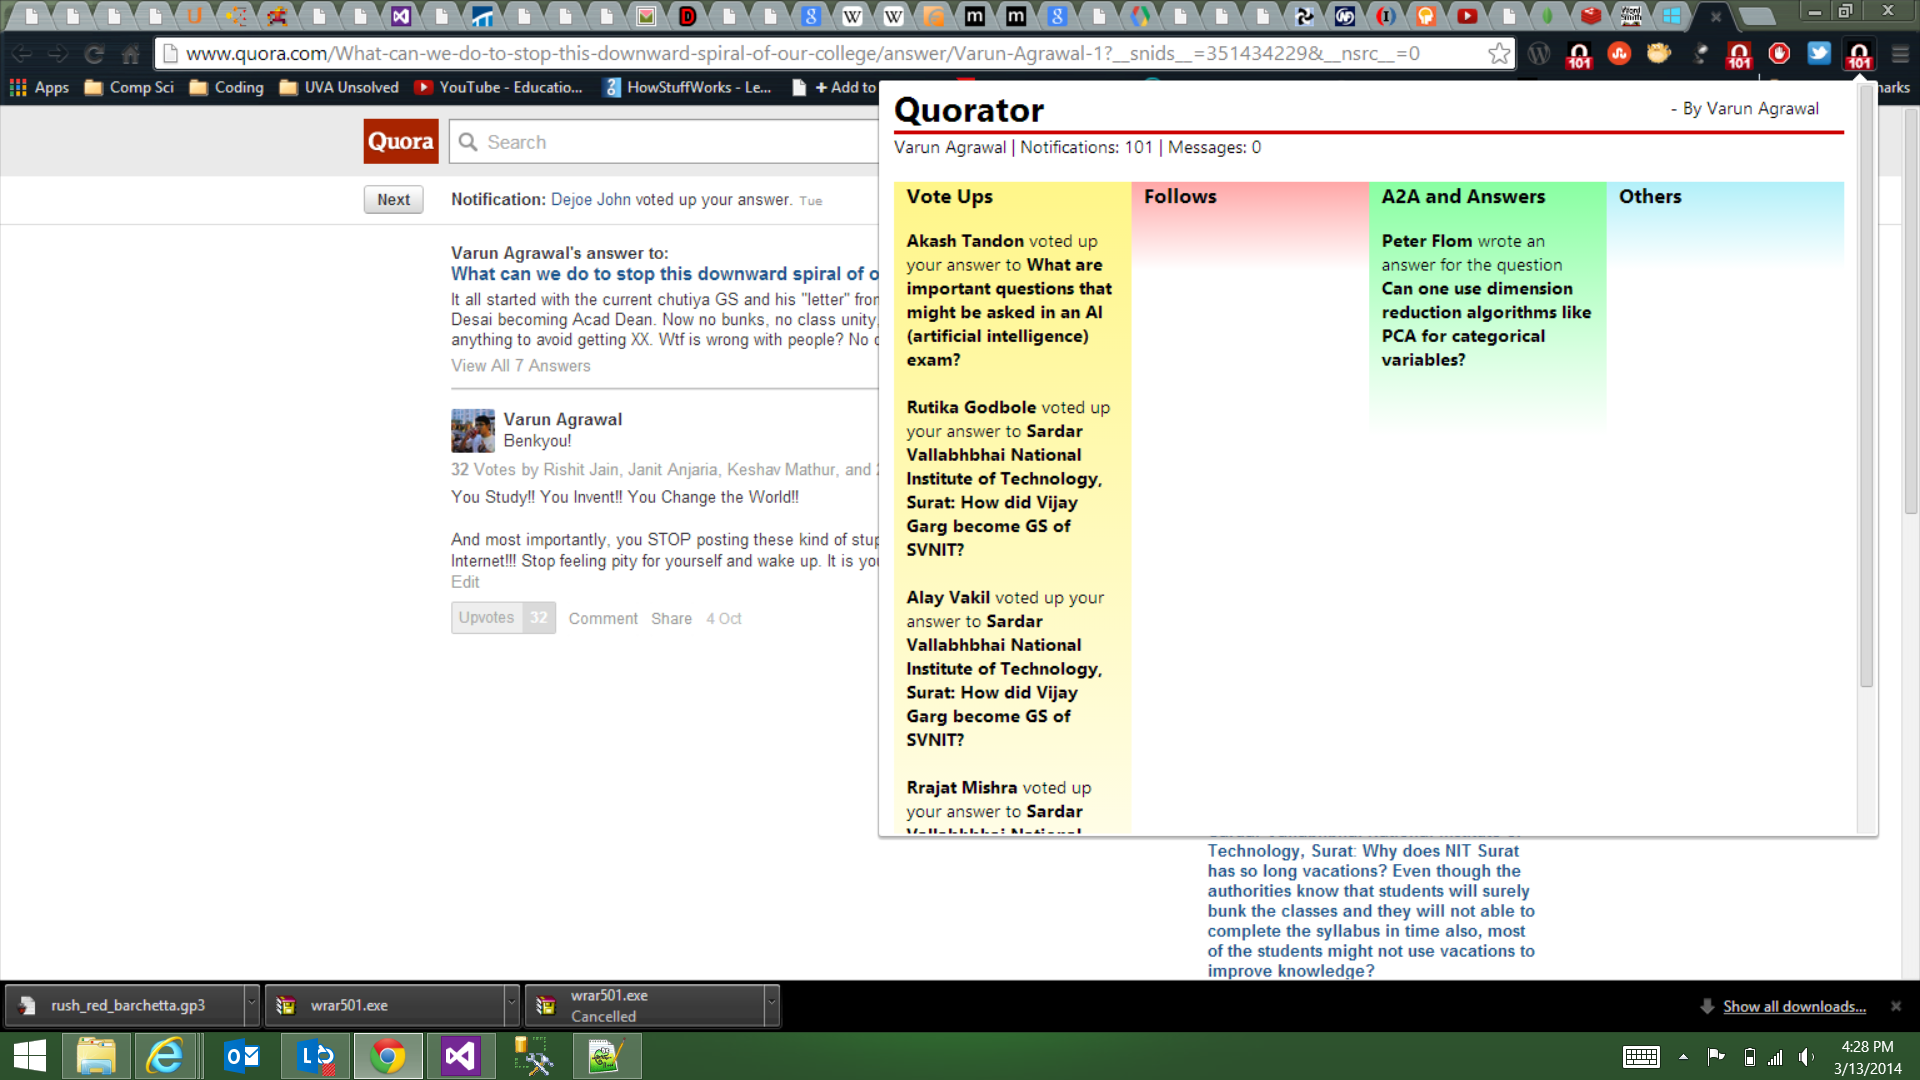 www.quora.com/What-can-we-do-to-stop-this-downward-spiral-of-our-college/answer/Varun-Agrawal-1?__snids__=351434229&__nsrc__=0
Apps
Comp Sci
Coding
UVA Unsolved
YouTube - Educatio...
HowStuffWorks - Le...
+ Add to
arks
101
101
101
Quora
Search
Next
Notification: Dejoe John voted up your answer. Tue
Varun Agrawal's answer to:
What can we do to stop this downward spiral of o
It all started with the current chutiya GS and his "letter" fro
Desai becoming Acad Dean. Now no bunks, no class unity,
anything to avoid getting XX. Wtf is wrong with people? No
View All 7 Answers
Varun Agrawal
Benkyou!
32 Votes by Rishit Jain, Janit Anjaria, Keshav Mathur, and
You Study!! You Invent!! You Change the World!!
And most importantly, you STOP posting these kind of stup
Internet!!! Stop feeling pity for yourself and wake up. It is yo
Edit
Upvotes 32 Comment Share 4 Oct
Quorator
- By Varun Agrawal
Varun Agrawal | Notifications: 101 | Messages: 0
Vote Ups
Akash Tandon voted up
your answer to What are
important questions that
might be asked in an AI
(artificial intelligence)
exam?
Rutika Godbole voted up
your answer to Sardar
Vallabhbhai National
Institute of Technology,
Surat: How did Vijay
Garg become GS of
SVNIT?
Alay Vakil voted up your
answer to Sardar
Vallabhbhai National
Institute of Technology,
Surat: How did Vijay
Garg become GS of
SVNIT?
Rrajat Mishra voted up
your answer to Sardar
Vallabhbhai National
Follows
A2A and Answers
Peter Flom wrote an
answer for the question
Can one use dimension
reduction algorithms like
PCA for categorical
variables?
Others
Technology, Surat: Why does NIT Surat
has so long vacations? Even though the
authorities know that students will surely
bunk the classes and they will not able to
complete the syllabus in time also, most
of the students might not use vacations to
improve knowledge?
rush_red_barchetta.gp3
wrar501.exe
wrar501.exe
Cancelled
Show all downloads...
4:28 PM
3/13/2014